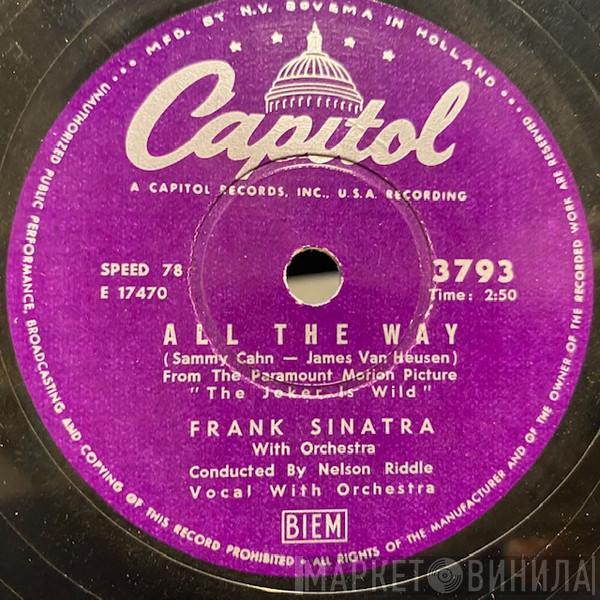 MFD. BY N.V. BOVEMA IN HOLLAND
Capitol
A CAPITOL RECORDS, INC., U.S.A. RECORDING
SPEED 78
E 17470
3793
Time: 2:50
ALL THE WAY
(Sammy Cahn — James Van Heusen)
From The Paramount Motion Picture
"The Joker Is Wild"
FRANK SINATRA
With Orchestra
Conducted By Nelson Riddle
Vocal With Orchestra
BIEM
UNAUTHORIZED PUBLIC PERFORMANCE, BROADCASTING AND COPYING OF THIS RECORD PROHIBITED - ALL RIGHTS OF THE MANUFACTURER AND OF THE OWNER OF THE RECORDED WORK ARE RESERVED
МАРКЕТ ВИНИЛА